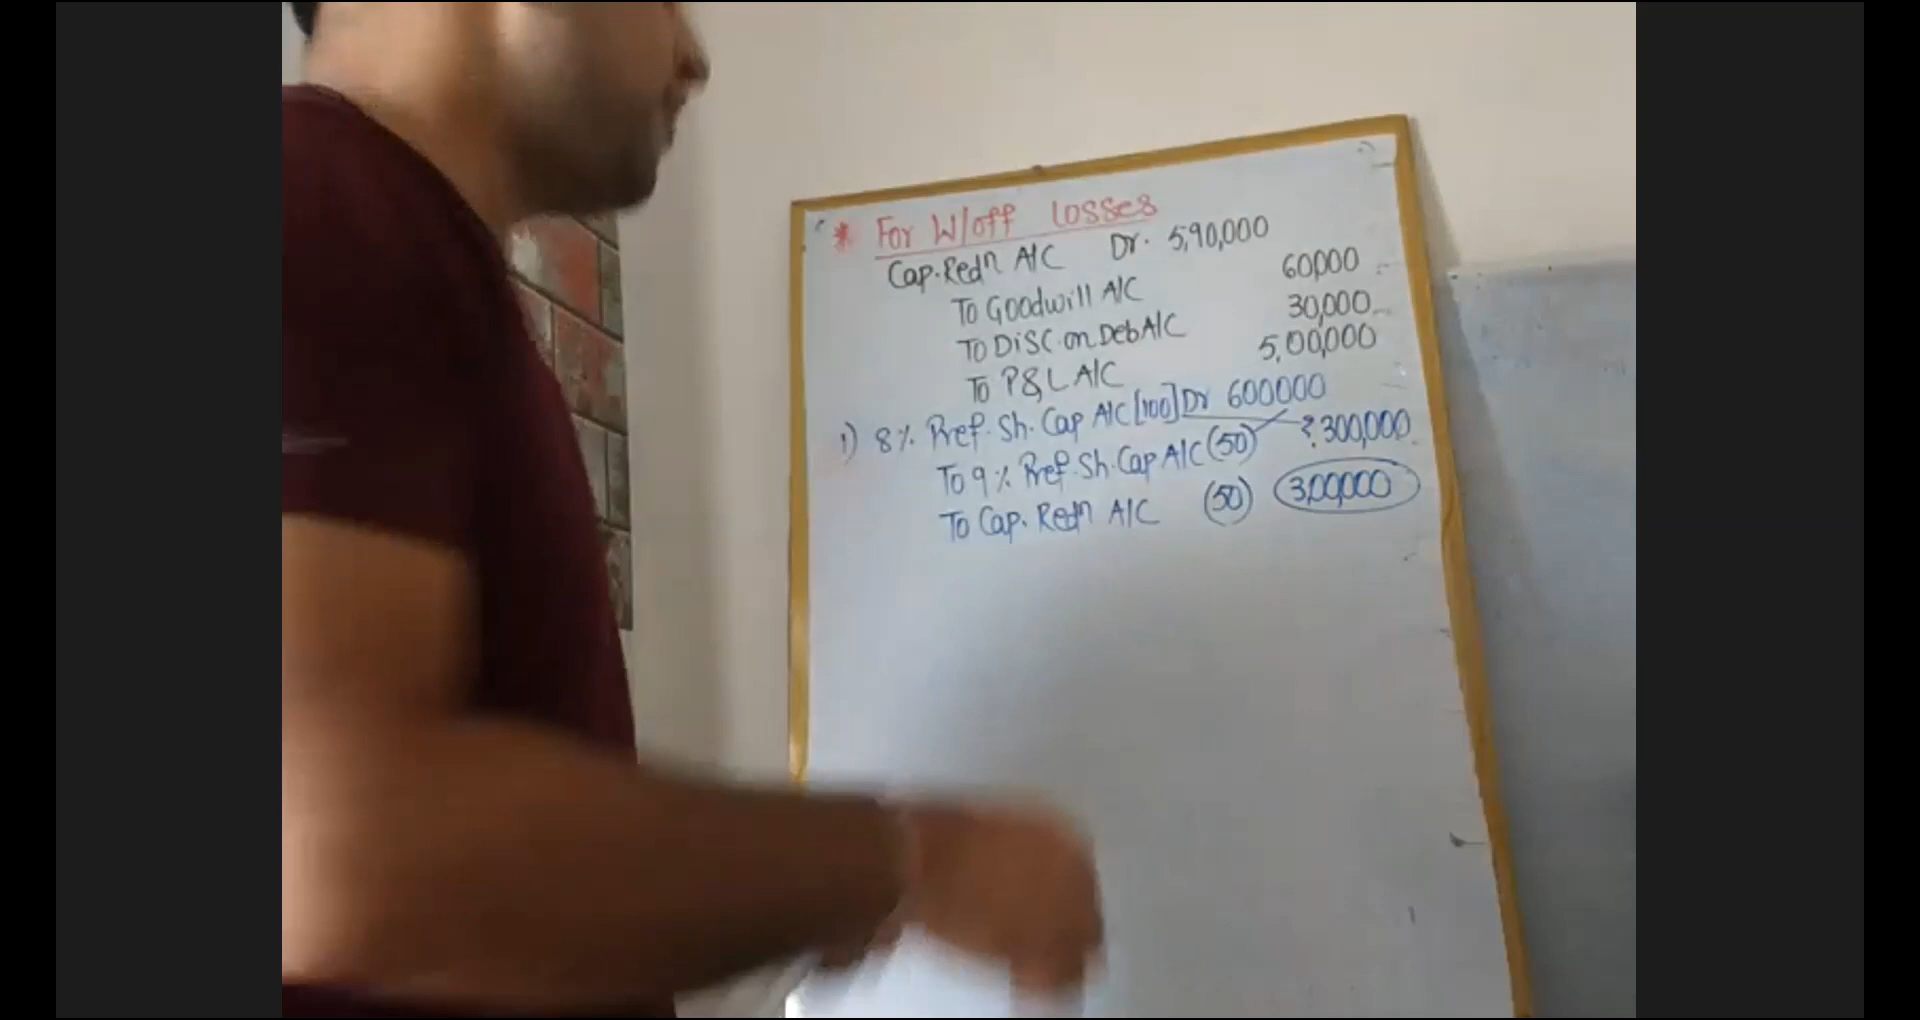 * For W/off losses
Cap. Redn A/C Dr. 5,90,000
To Goodwill A/C 60,000
To Disc. on Deb A/C 30,000
To P&L A/C 5,00,000
1) 8% Pref. Sh. Cap A/C [100] Dr 600000
To 9% Pref. Sh. Cap A/C (50) ₹300,000
To Cap. Redn A/C (50) 3,00,000